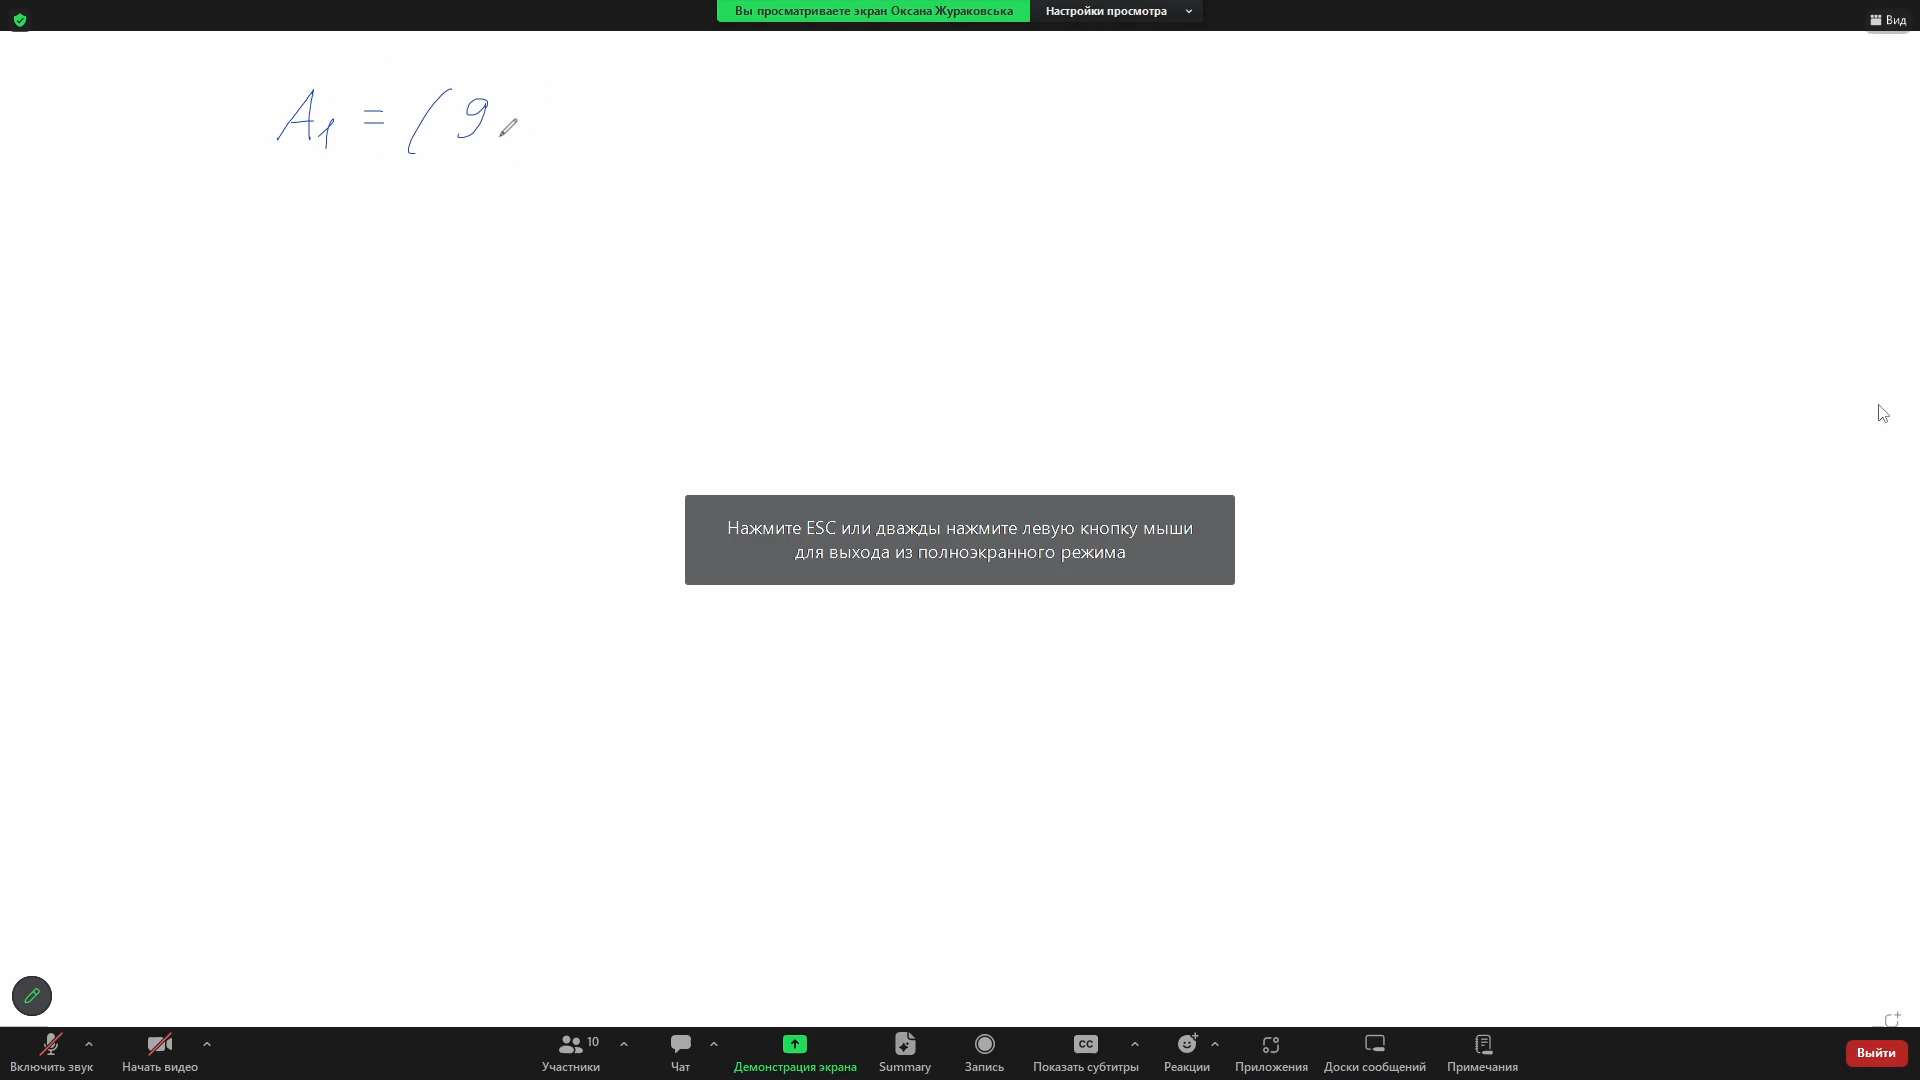 Вы просматриваете экран Оксана Жураковська
Настройки просмотра
Вид
A₁ = ( 9
Нажмите ESC или дважды нажмите левую кнопку мыши
для выхода из полноэкранного режима
Включить звук
Начать видео
10
Участники
Чат
Демонстрация экрана
Summary
Запись
CC
Показать субтитры
Реакции
Приложения
Доски сообщений
Примечания
Выйти